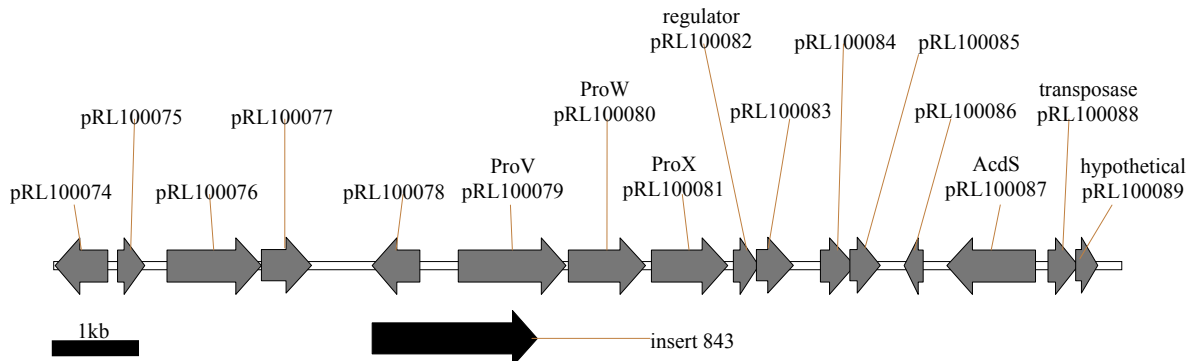 regulator
pRL100082
pRL100084
pRL100085
ProW
pRL100080
transposase
pRL100088
pRL100075
pRL100077
pRL100083
pRL100086
ProV
pRL100079
ProX
pRL100081
AcdS
pRL100087
hypothetical
pRL100089
pRL100074
pRL100076
pRL100078
1kb
insert 843